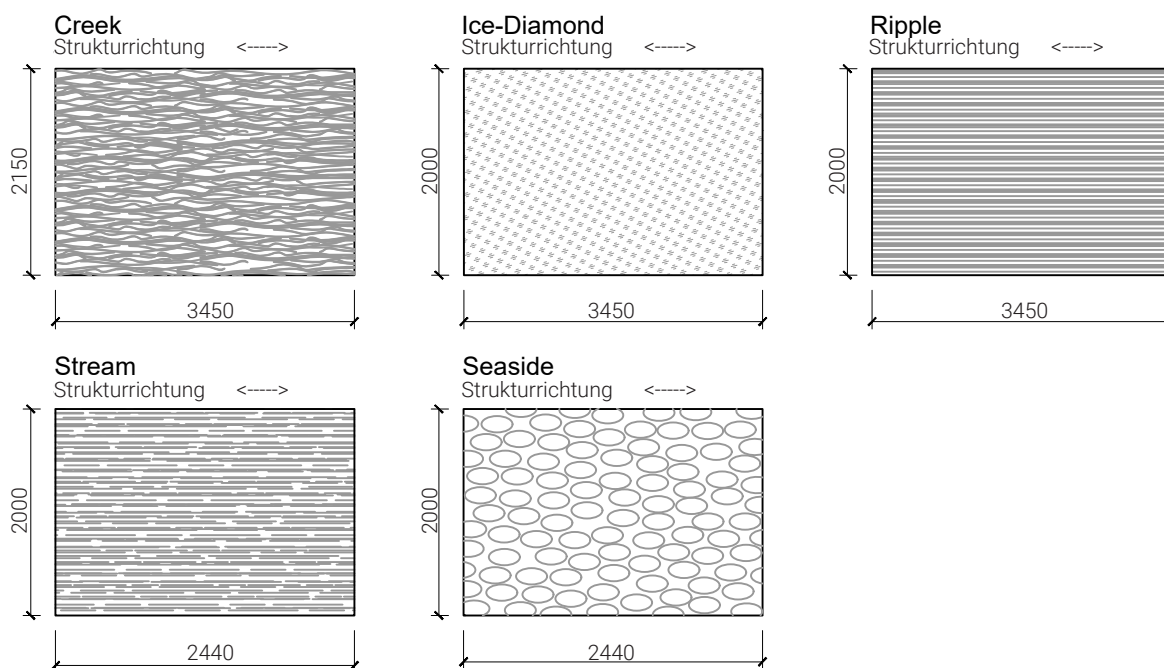 Creek
Strukturrichtung <----->
2150
3450
Ice-Diamond
Strukturrichtung <----->
2000
3450
Ripple
Strukturrichtung <----->
2000
3450
Stream
Strukturrichtung <----->
2000
2440
Seaside
Strukturrichtung <----->
2000
2440